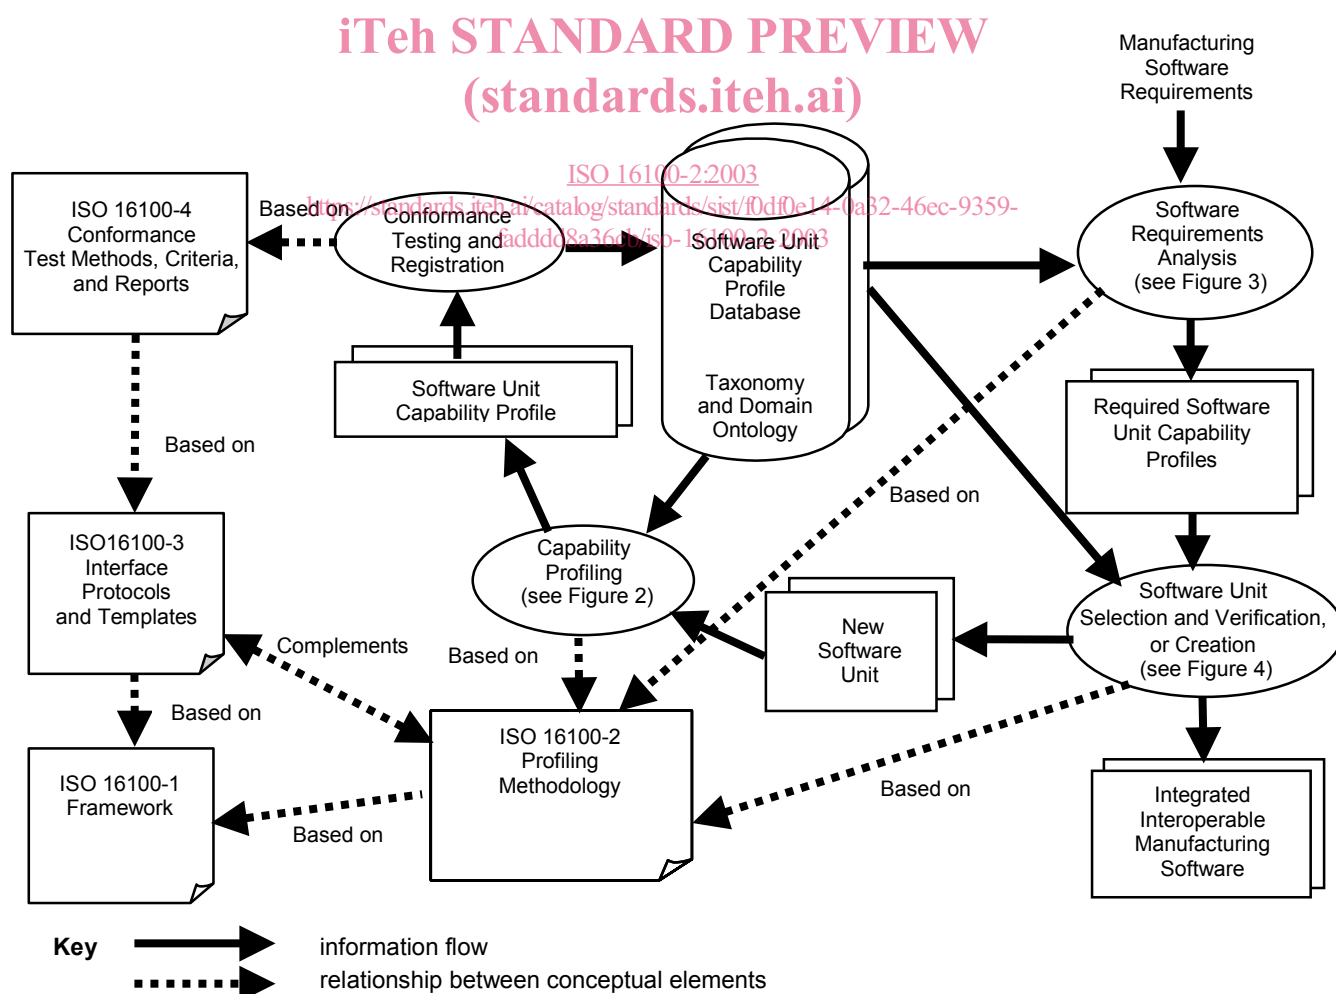 iTeh STANDARD PREVIEW
(standards.iteh.ai)
ISO 16100-2:2003
https://standards.iteh.ai/catalog/standards/sist/f0df0e14-0a32-46ec-9359-
fadddd8a36cb/iso-16100-2-2003
Manufacturing
Software
Requirements
ISO 16100-4
Conformance
Test Methods, Criteria,
and Reports
Based on
Conformance
Testing and
Registration
Software Unit
Capability
Profile
Database
Taxonomy
and Domain
Ontology
Software
Requirements
Analysis
(see Figure 3)
Software Unit
Capability Profile
Required Software
Unit Capability
Profiles
Based on
Based on
ISO16100-3
Interface
Protocols
and Templates
Capability
Profiling
(see Figure 2)
Software Unit
Selection and Verification,
or Creation
(see Figure 4)
New
Software
Unit
Complements
Based on
Based on
ISO 16100-2
Profiling
Methodology
ISO 16100-1
Framework
Based on
Based on
Integrated
Interoperable
Manufacturing
Software
Key
information flow
relationship between conceptual elements